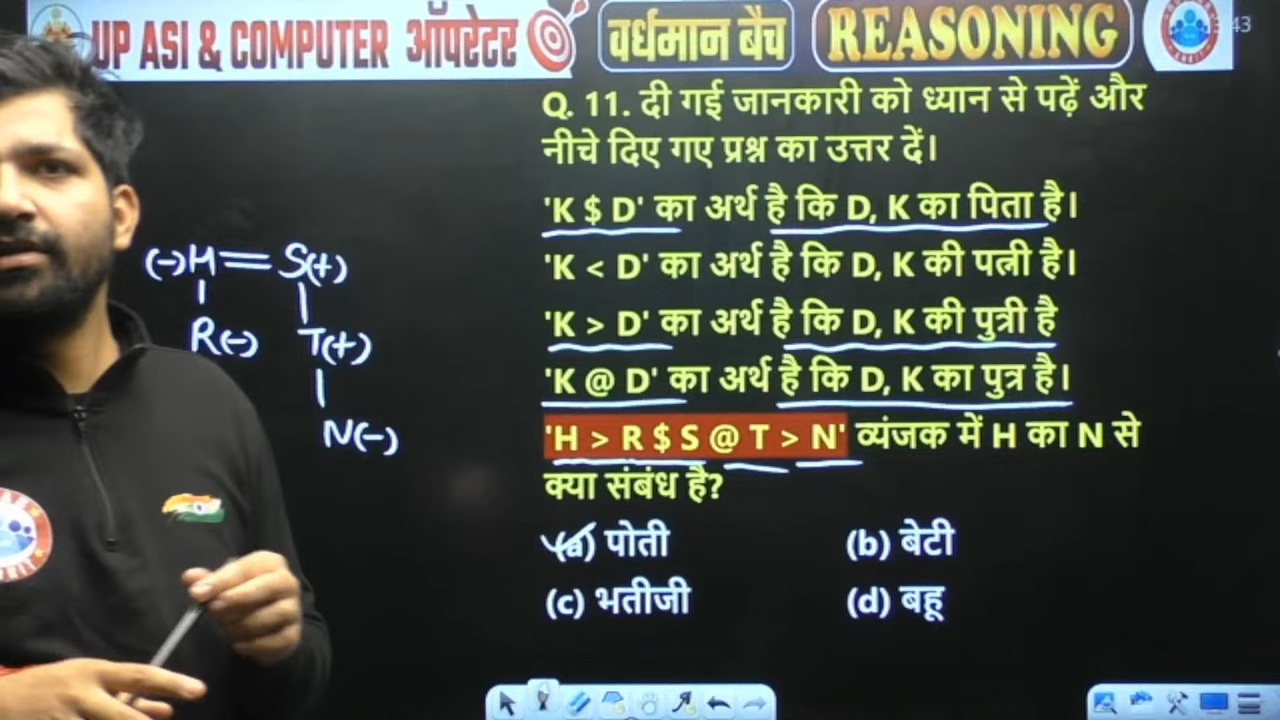 UP ASI & COMPUTER ऑपरेटर
वर्धमान बैच
REASONING
Q. 11. दी गई जानकारी को ध्यान से पढ़ें और
नीचे दिए गए प्रश्न का उत्तर दें।
'K $ D' का अर्थ है कि D, K का पिता है।
'K < D' का अर्थ है कि D, K की पत्नी है।
'K > D' का अर्थ है कि D, K की पुत्री है
'K @ D' का अर्थ है कि D, K का पुत्र है।
'H > R $ S @ T > N' व्यंजक में H का N से
क्या संबंध है?
(a) पोती (b) बेटी
(c) भतीजी (d) बहू
(-)H = S(+)
R(-) T(+)
N(-)